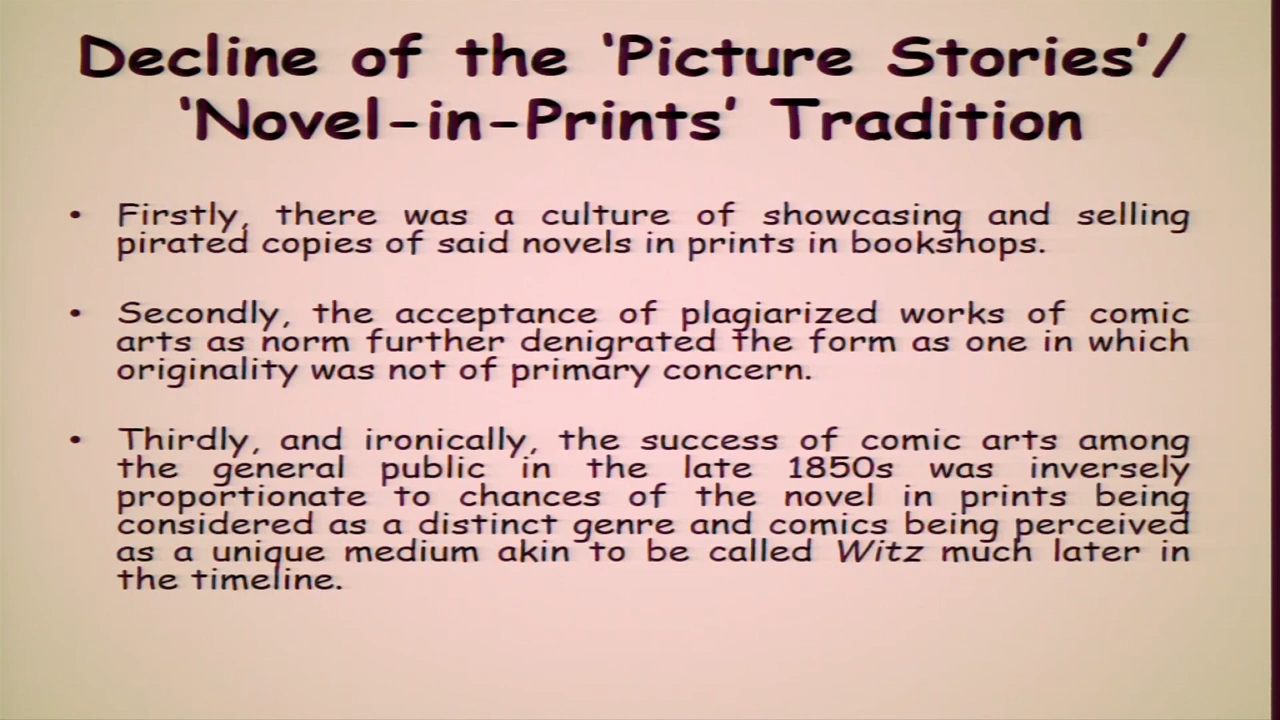 Decline of the 'Picture Stories'/
'Novel-in-Prints' Tradition
• Firstly, there was a culture of showcasing and selling
pirated copies of said novels in prints in bookshops.
• Secondly, the acceptance of plagiarized works of comic
arts as norm further denigrated the form as one in which
originality was not of primary concern.
• Thirdly, and ironically, the success of comic arts among
the general public in the late 1850s was inversely
proportionate to chances of the novel in prints being
considered as a distinct genre and comics being perceived
as a unique medium akin to be called Witz much later in
the timeline.